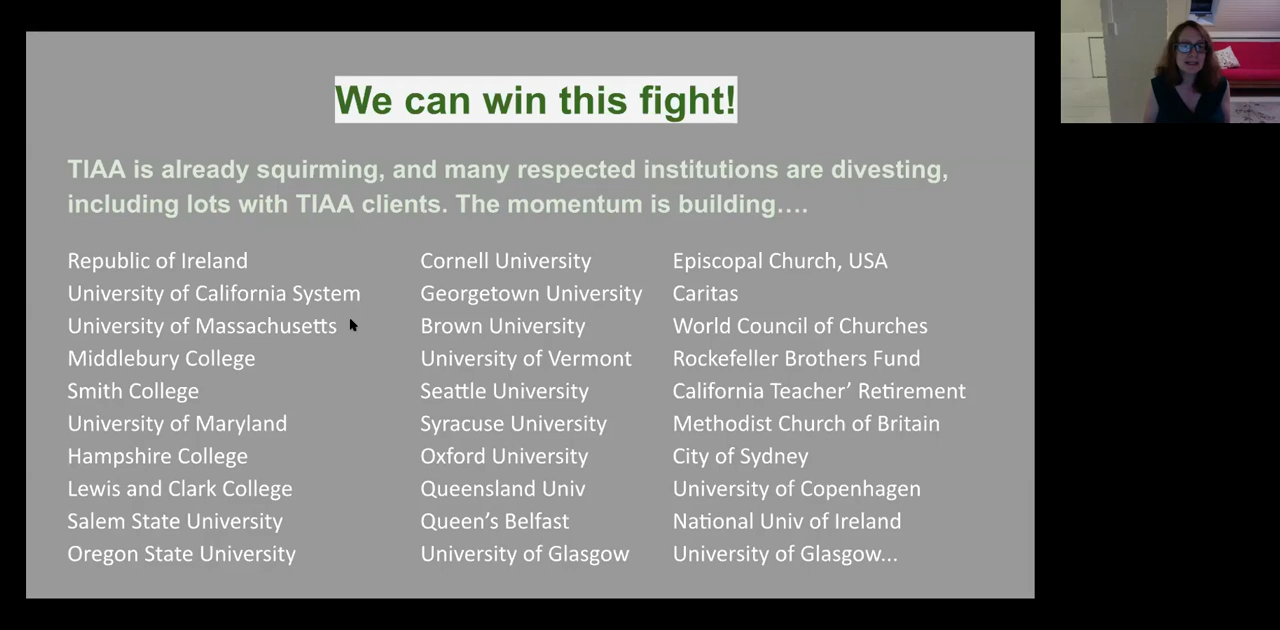 We can win this fight!
TIAA is already squirming, and many respected institutions are divesting,
including lots with TIAA clients. The momentum is building....
Republic of Ireland
University of California System
University of Massachusetts
Middlebury College
Smith College
University of Maryland
Hampshire College
Lewis and Clark College
Salem State University
Oregon State University
Cornell University
Georgetown University
Brown University
University of Vermont
Seattle University
Syracuse University
Oxford University
Queensland Univ
Queen's Belfast
University of Glasgow
Episcopal Church, USA
Caritas
World Council of Churches
Rockefeller Brothers Fund
California Teacher' Retirement
Methodist Church of Britain
City of Sydney
University of Copenhagen
National Univ of Ireland
University of Glasgow...